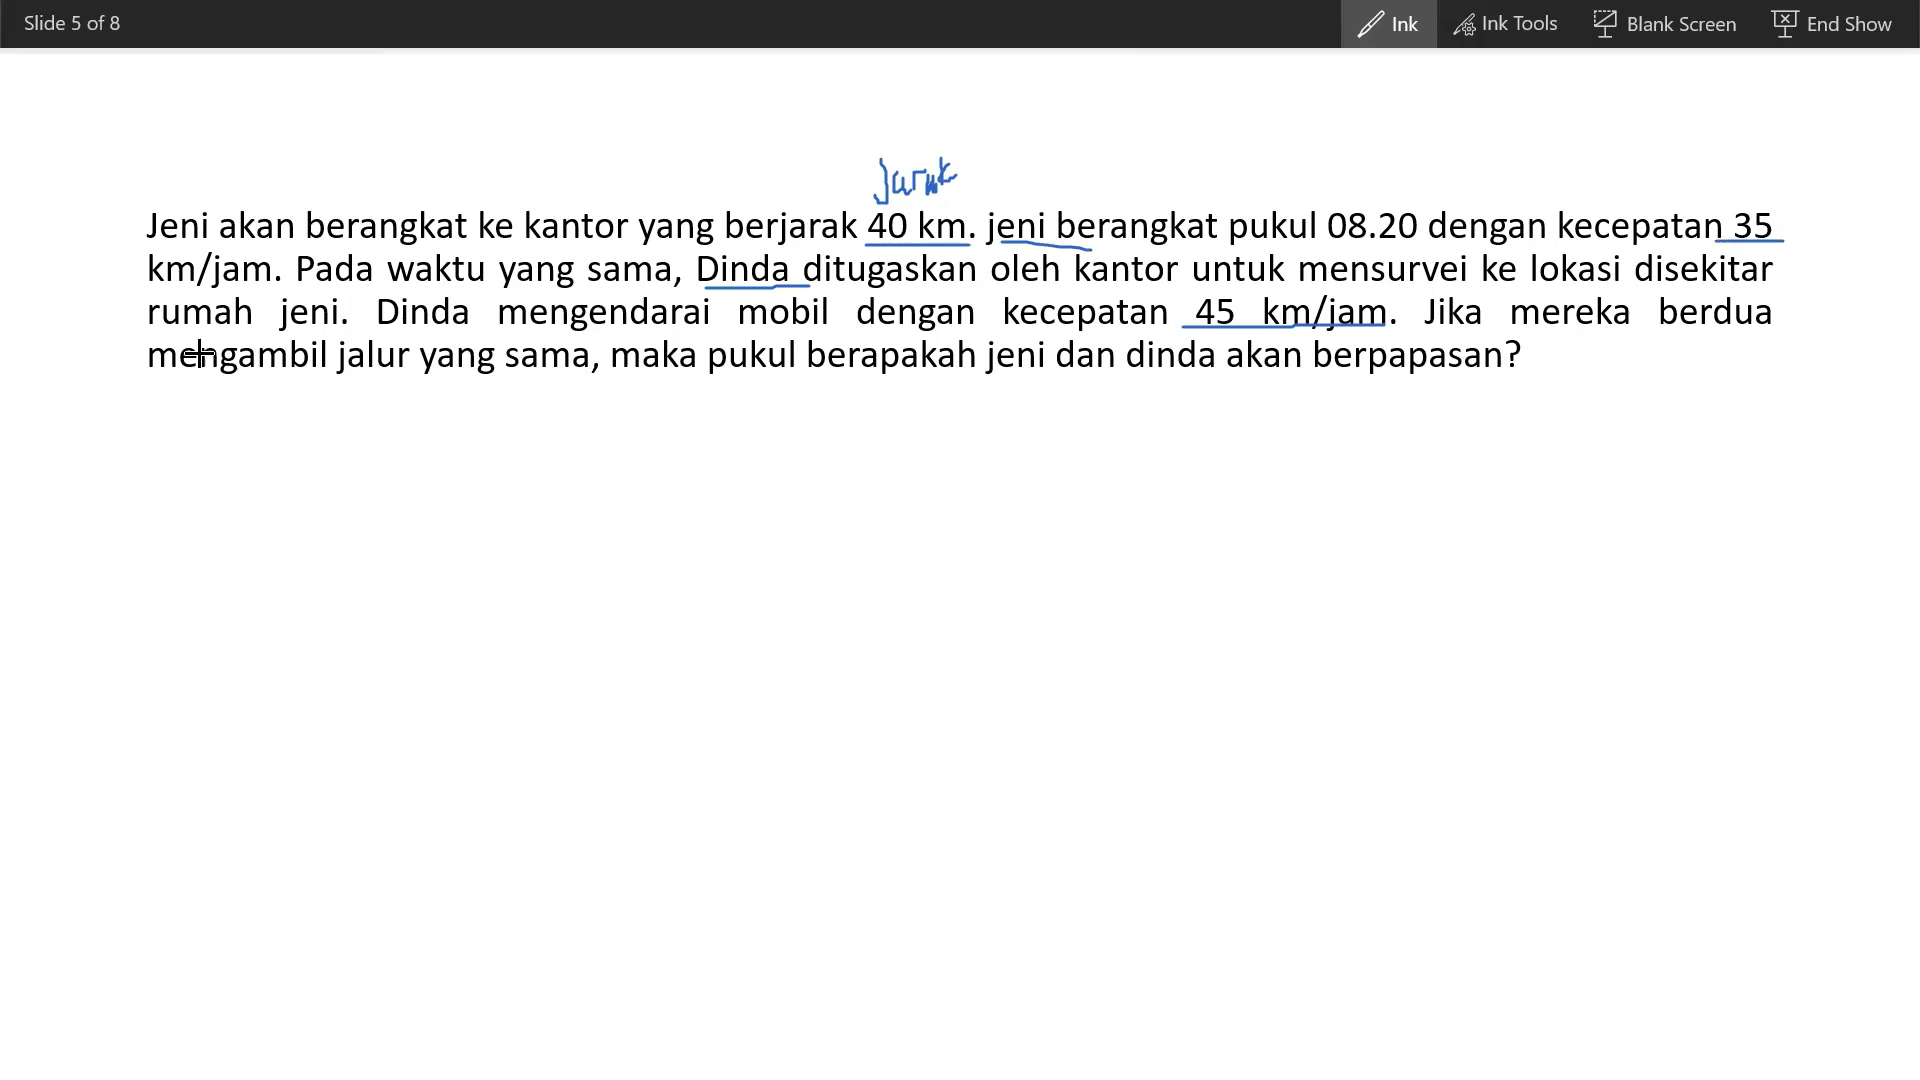 Slide 5 of 8
Ink
Ink Tools
Blank Screen
End Show
Jarak
Jeni akan berangkat ke kantor yang berjarak 40 km. jeni berangkat pukul 08.20 dengan kecepatan 35
km/jam. Pada waktu yang sama, Dinda ditugaskan oleh kantor untuk mensurvei ke lokasi disekitar
rumah jeni. Dinda mengendarai mobil dengan kecepatan 45 km/jam. Jika mereka berdua
mengambil jalur yang sama, maka pukul berapakah jeni dan dinda akan berpapasan?